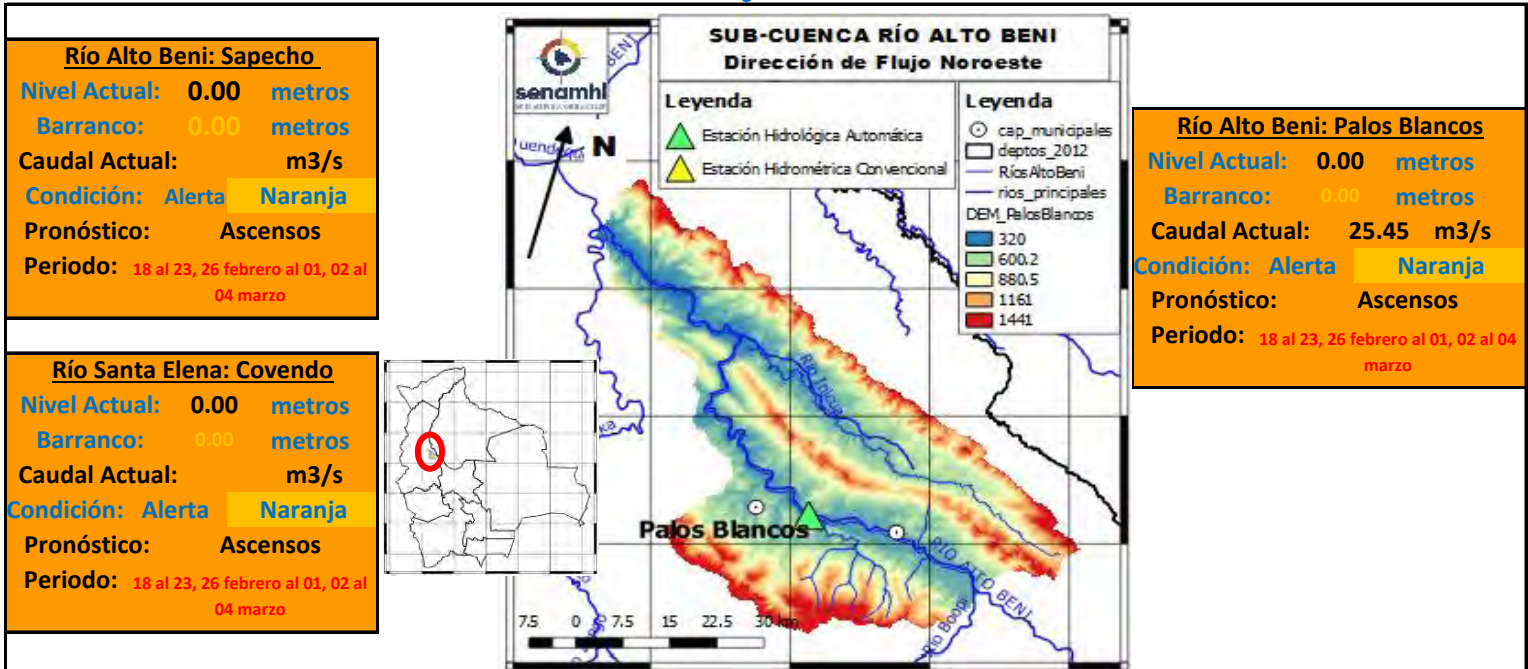 Río Alto Beni: Sapecho
Nivel Actual: 0.00 metros
Barranco: 0.00 metros
Caudal Actual: m3/s
Condición: Alerta Naranja
Pronóstico: Ascensos
Periodo: 18 al 23, 26 febrero al 01, 02 al
04 marzo
Río Santa Elena: Covendo
Nivel Actual: 0.00 metros
Barranco: 0.00 metros
Caudal Actual: m3/s
Condición: Alerta Naranja
Pronóstico: Ascensos
Periodo: 18 al 23, 26 febrero al 01, 02 al
04 marzo
senamhi
SUB-CUENCA RÍO ALTO BENI
Dirección de Flujo Noroeste
Leyenda
Estación Hidrológica Automática
Estación Hidrométrica Convencional
Leyenda
cap_municipales
deptos_2012
RíosAltoBeni
rios_principales
DEM_PalosBlancos
320
600.2
880.5
1161
1441
N
BENI
Palos Blancos
RIO ALTO BENI
7.5 0 7.5 15 22.5 30 km
Río Alto Beni: Palos Blancos
Nivel Actual: 0.00 metros
Barranco: 0.00 metros
Caudal Actual: 25.45 m3/s
Condición: Alerta Naranja
Pronóstico: Ascensos
Periodo: 18 al 23, 26 febrero al 01, 02 al 04
marzo